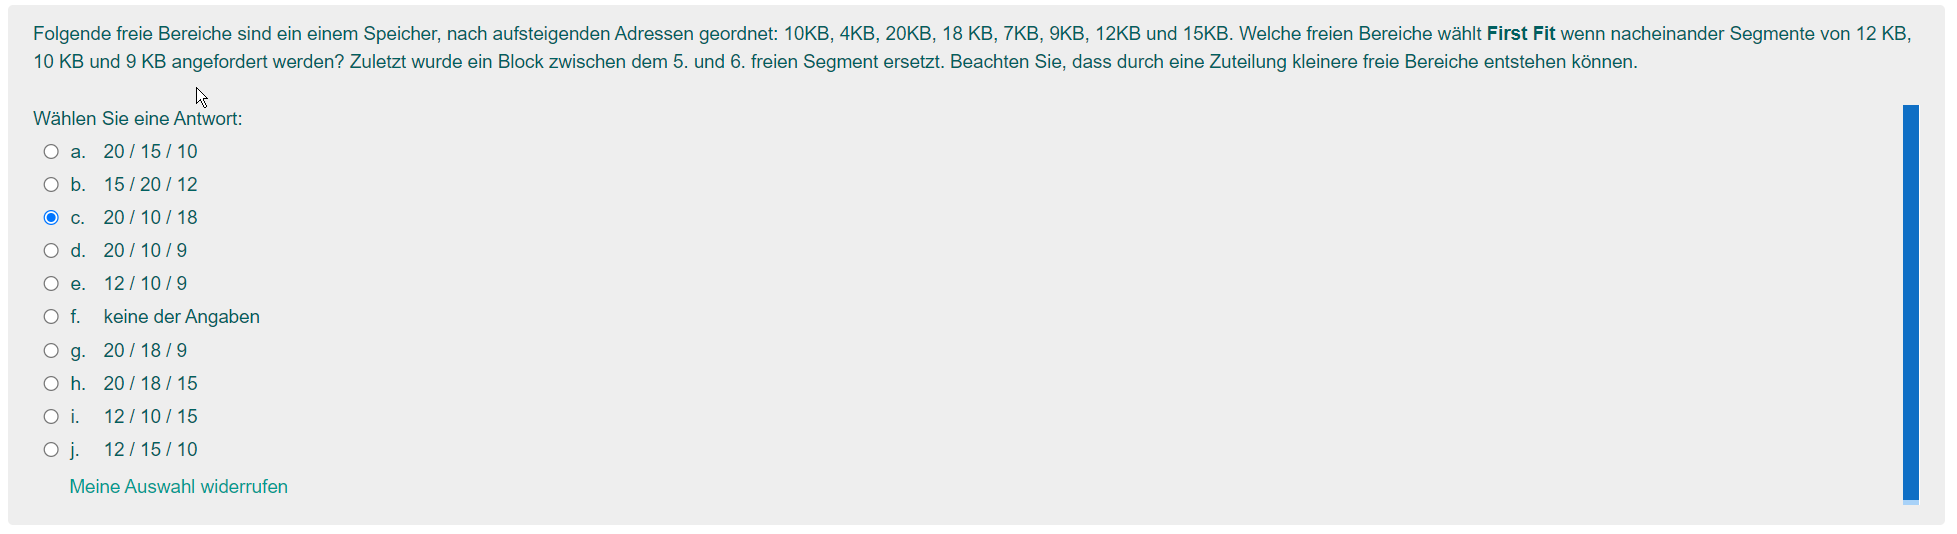 Folgende freie Bereiche sind ein einem Speicher, nach aufsteigenden Adressen geordnet: 10KB, 4KB, 20KB, 18 KB, 7KB, 9KB, 12KB und 15KB. Welche freien Bereiche wählt First Fit wenn nacheinander Segmente von 12 KB,
10 KB und 9 KB angefordert werden? Zuletzt wurde ein Block zwischen dem 5. und 6. freien Segment ersetzt. Beachten Sie, dass durch eine Zuteilung kleinere freie Bereiche entstehen können.
Wählen Sie eine Antwort:
a. 20 / 15 / 10
b. 15 / 20 / 12
c. 20 / 10 / 18
d. 20 / 10 / 9
e. 12 / 10 / 9
f. keine der Angaben
g. 20 / 18 / 9
h. 20 / 18 / 15
i. 12 / 10 / 15
j. 12 / 15 / 10
Meine Auswahl widerrufen